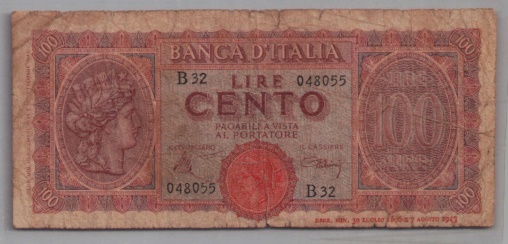 100 BANCA D'ITALIA 100
B 32 LIRE 048055
CENTO
PAGABILI A VISTA
AL PORTATORE
IL CASSIERE
048055 B 32
100 LIRE
100 100